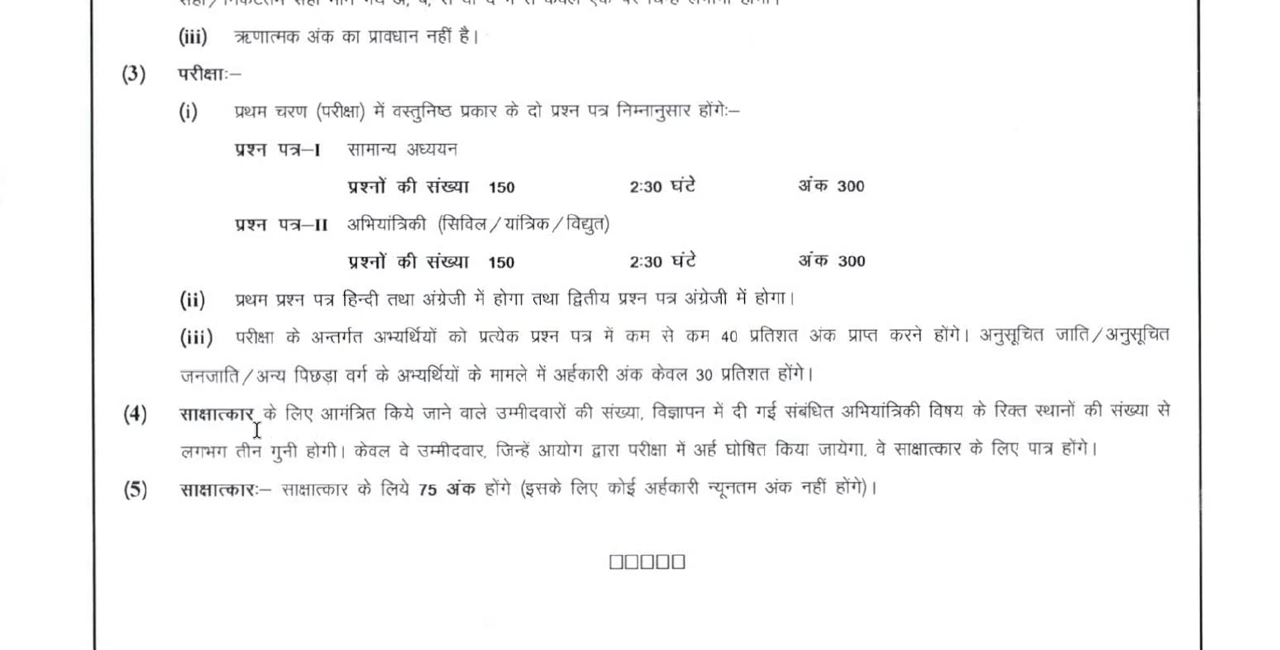 (iii) ऋणात्मक अंक का प्रावधान नहीं है।
(3) परीक्षाः–
(i) प्रथम चरण (परीक्षा) में वस्तुनिष्ठ प्रकार के दो प्रश्न पत्र निम्नानुसार होंगेः–
प्रश्न पत्र–I सामान्य अध्ययन
प्रश्नों की संख्या 150 2:30 घंटे अंक 300
प्रश्न पत्र–II अभियांत्रिकी (सिविल/यांत्रिक/विद्युत)
प्रश्नों की संख्या 150 2:30 घंटे अंक 300
(ii) प्रथम प्रश्न पत्र हिन्दी तथा अंग्रेजी में होगा तथा द्वितीय प्रश्न पत्र अंग्रेजी में होगा।
(iii) परीक्षा के अन्तर्गत अभ्यर्थियों को प्रत्येक प्रश्न पत्र में कम से कम 40 प्रतिशत अंक प्राप्त करने होंगे। अनुसूचित जाति/अनुसूचित
जनजाति/अन्य पिछड़ा वर्ग के अभ्यर्थियों के मामले में अर्हकारी अंक केवल 30 प्रतिशत होंगे।
(4) साक्षात्कार के लिए आमंत्रित किये जाने वाले उम्मीदवारों की संख्या, विज्ञापन में दी गई संबंधित अभियांत्रिकी विषय के रिक्त स्थानों की संख्या से
लगभग तीन गुनी होगी। केवल वे उम्मीदवार, जिन्हें आयोग द्वारा परीक्षा में अर्ह घोषित किया जायेगा, वे साक्षात्कार के लिए पात्र होंगे।
(5) साक्षात्कारः– साक्षात्कार के लिये 75 अंक होंगे (इसके लिए कोई अर्हकारी न्यूनतम अंक नहीं होंगे)।
□□□□□